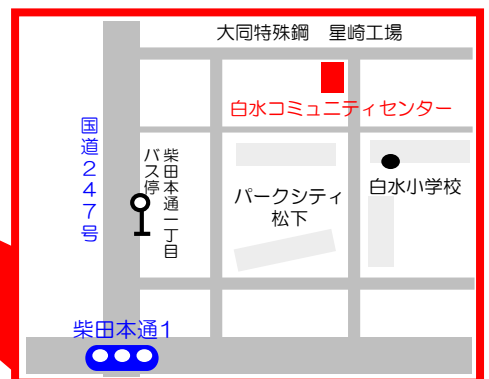 大同特殊鋼 星崎工場
白水コミュニティセンター
国道247号
柴田本通一丁目
バス停
パークシティ
松下
白水小学校
柴田本通1